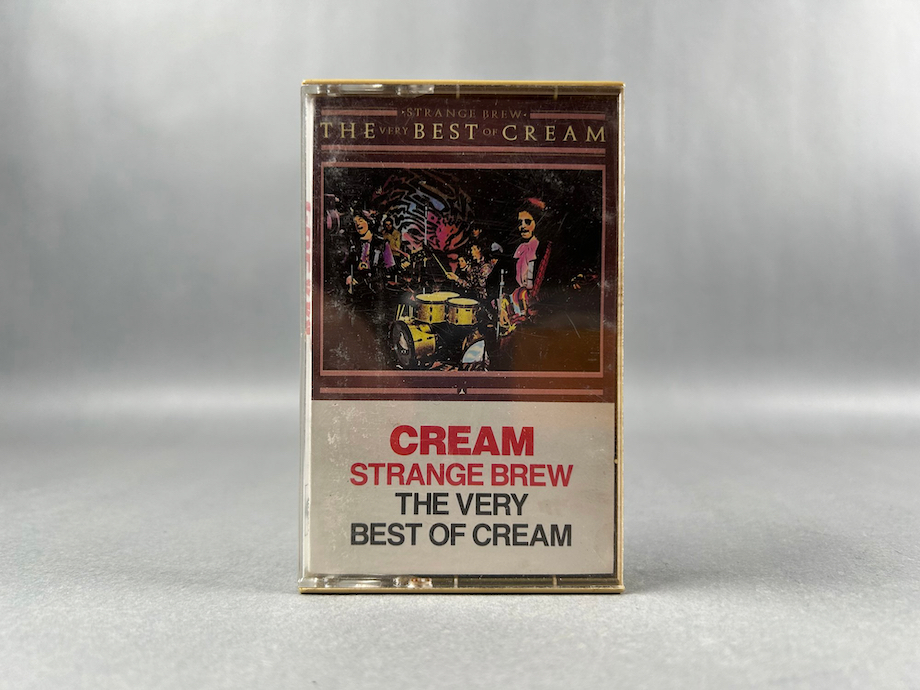 ·STRANGE BREW·
THE VERY BEST OF CREAM
CREAM
STRANGE BREW
THE VERY
BEST OF CREAM